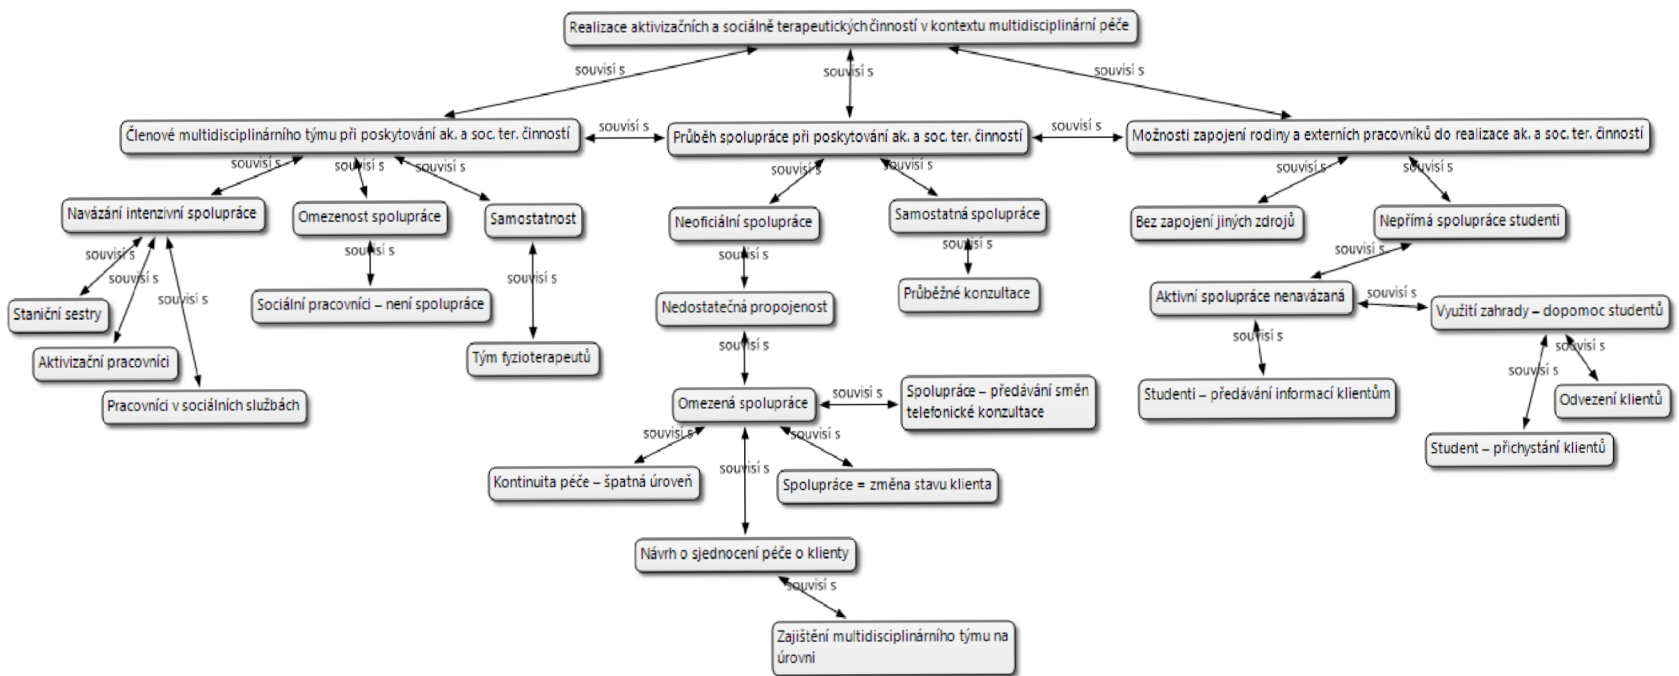 Realizace aktivizačních a sociálně terapeutických činností v kontextu multidisciplinární péče
souvisí s
souvisí s
souvisí s
Členové multidisciplinárního týmu při poskytování ak. a soc. ter. činností
souvisí s
Průběh spolupráce při poskytování ak. a soc. ter. činností
souvisí s
Možnosti zapojení rodiny a externích pracovníků do realizace ak. a soc. ter. činností
souvisí s
souvisí s
souvisí s
souvisí s
souvisí s
souvisí s
souvisí s
Navázání intenzivní spolupráce
Omezenost spolupráce
Samostatnost
Neoficiální spolupráce
Samostatná spolupráce
Bez zapojení jiných zdrojů
Nepřímá spolupráce studenti
souvisí s
souvisí s
souvisí s
souvisí s
souvisí s
souvisí s
souvisí s
souvisí s
Staniční sestry
Sociální pracovníci – není spolupráce
Nedostatečná propojenost
Průběžné konzultace
Aktivní spolupráce nenavázaná
souvisí s
Využití zahrady – dopomoc studentů
Aktivizační pracovníci
Tým fyzioterapeutů
souvisí s
souvisí s
souvisí s
souvisí s
Pracovníci v sociálních službách
Omezená spolupráce
souvisí s
Spolupráce – předávání směn
telefonické konzultace
Studenti – předávání informací klientům
Odvezení klientů
souvisí s
souvisí s
souvisí s
Student – přichystání klientů
Kontinuita péče – špatná úroveň
Spolupráce = změna stavu klienta
Návrh o sjednocení péče o klienty
souvisí s
Zajištění multidisciplinárního týmu na
úrovni